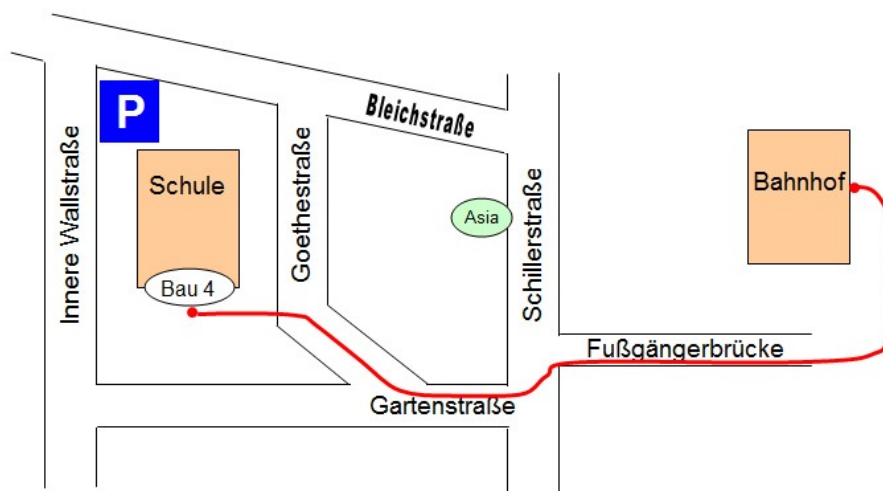 Bleichstraße
P
Schule
Bahnhof
Innere Wallstraße
Goethestraße
Asia
Schillerstraße
Bau 4
Fußgängerbrücke
Gartenstraße